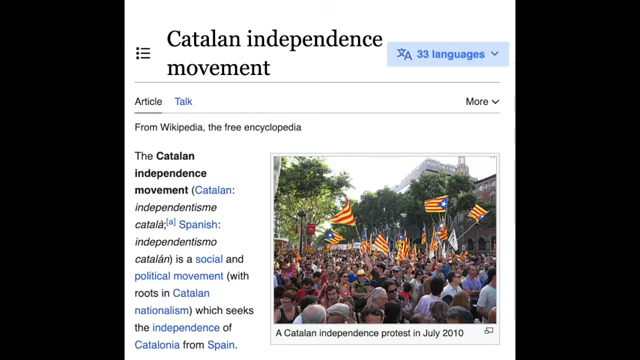 Catalan independence
movement
33 languages
Article Talk More
From Wikipedia, the free encyclopedia
The Catalan
independence
movement (Catalan:
independentisme
català;[a] Spanish:
independentismo
catalán) is a social and
political movement (with
roots in Catalan
nationalism) which seeks
the independence of
Catalonia from Spain.
A Catalan independence protest in July 2010